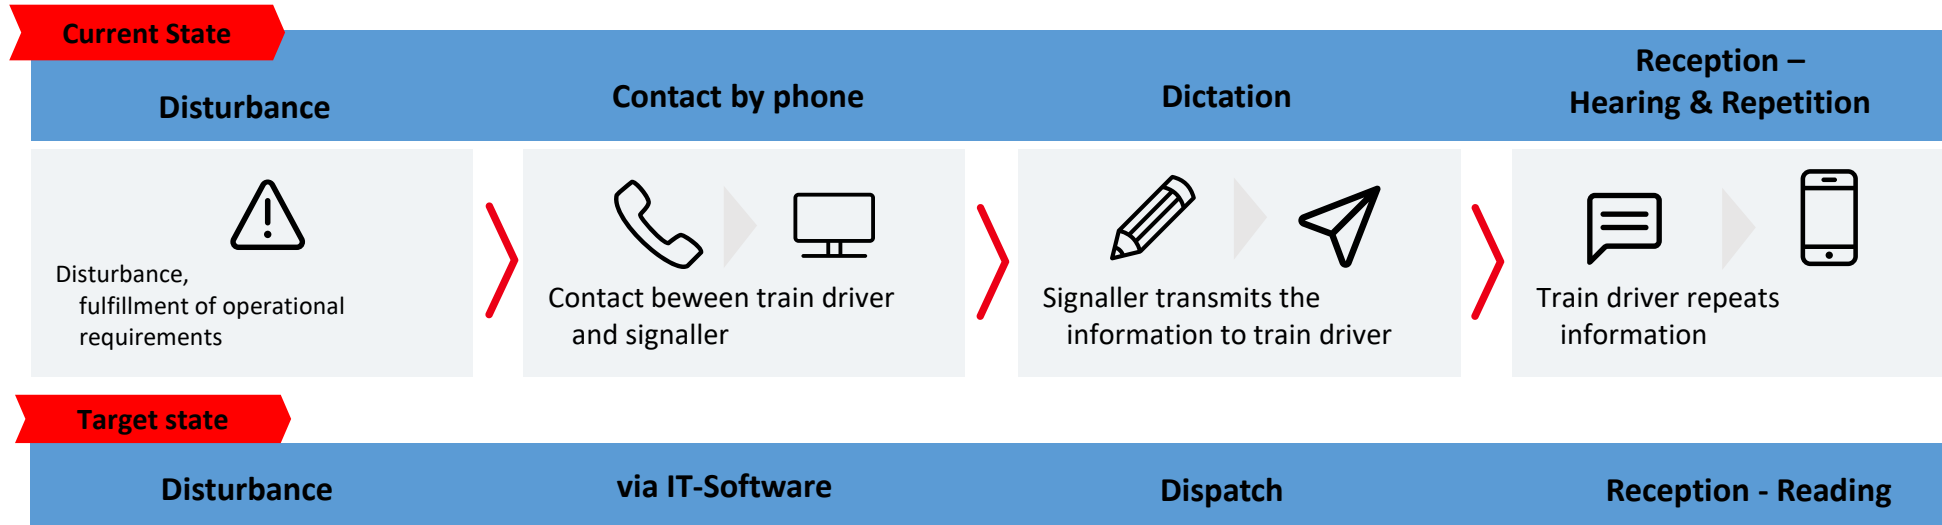 Current State
Disturbance
Contact by phone
Dictation
Reception –
Hearing & Repetition
Disturbance,
fulfillment of operational
requirements
Contact beween train driver
and signaller
Signaller transmits the
information to train driver
Train driver repeats
information
Target state
Disturbance
via IT-Software
Dispatch
Reception - Reading